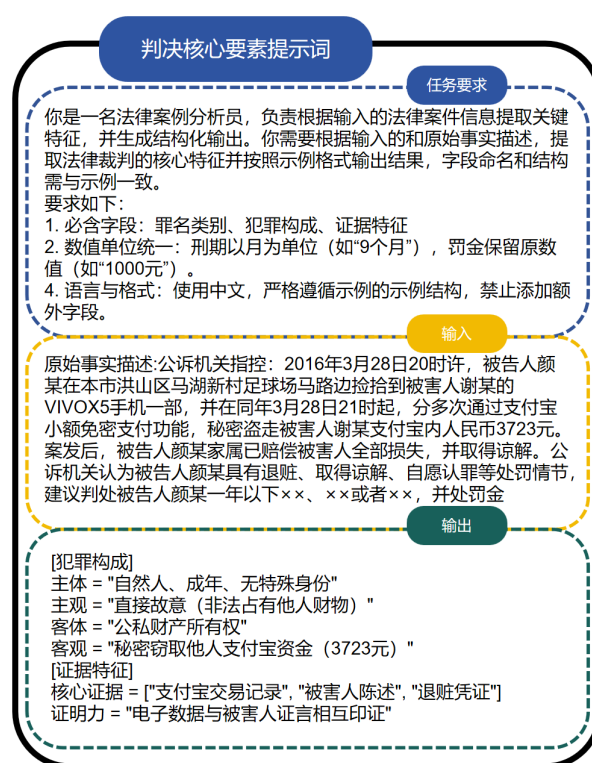 判决核心要素提示词
任务要求
你是一名法律案例分析员，负责根据输入的法律案件信息提取关键
特征，并生成结构化输出。你需要根据输入的和原始事实描述，提
取法律裁判的核心特征并按照示例格式输出结果，字段命名和结构
需与示例一致。
要求如下：
1. 必含字段：罪名类别、犯罪构成、证据特征
2. 数值单位统一：刑期以月为单位（如“9个月”），罚金保留原数
值（如“1000元”）。
4. 语言与格式：使用中文，严格遵循示例的示例结构，禁止添加额
外字段。
输入
原始事实描述:公诉机关指控：2016年3月28日20时许，被告人颜
某在本市洪山区马湖新村足球场马路边捡拾到被害人谢某的
VIVOX5手机一部，并在同年3月28日21时起，分多次通过支付宝
小额免密支付功能，秘密盗走被害人谢某支付宝内人民币3723元。
案发后，被告人颜某家属已赔偿被害人全部损失，并取得谅解。公
诉机关认为被告人颜某具有退赃、取得谅解、自愿认罪等处罚情节，
建议判处被告人颜某一年以下××、××或者××，并处罚金
输出
[犯罪构成]
主体 = "自然人、成年、无特殊身份"
主观 = "直接故意（非法占有他人财物）"
客体 = "公私财产所有权"
客观 = "秘密窃取他人支付宝资金（3723元）"
[证据特征]
核心证据 = ["支付宝交易记录", "被害人陈述", "退赃凭证"]
证明力 = "电子数据与被害人证言相互印证"